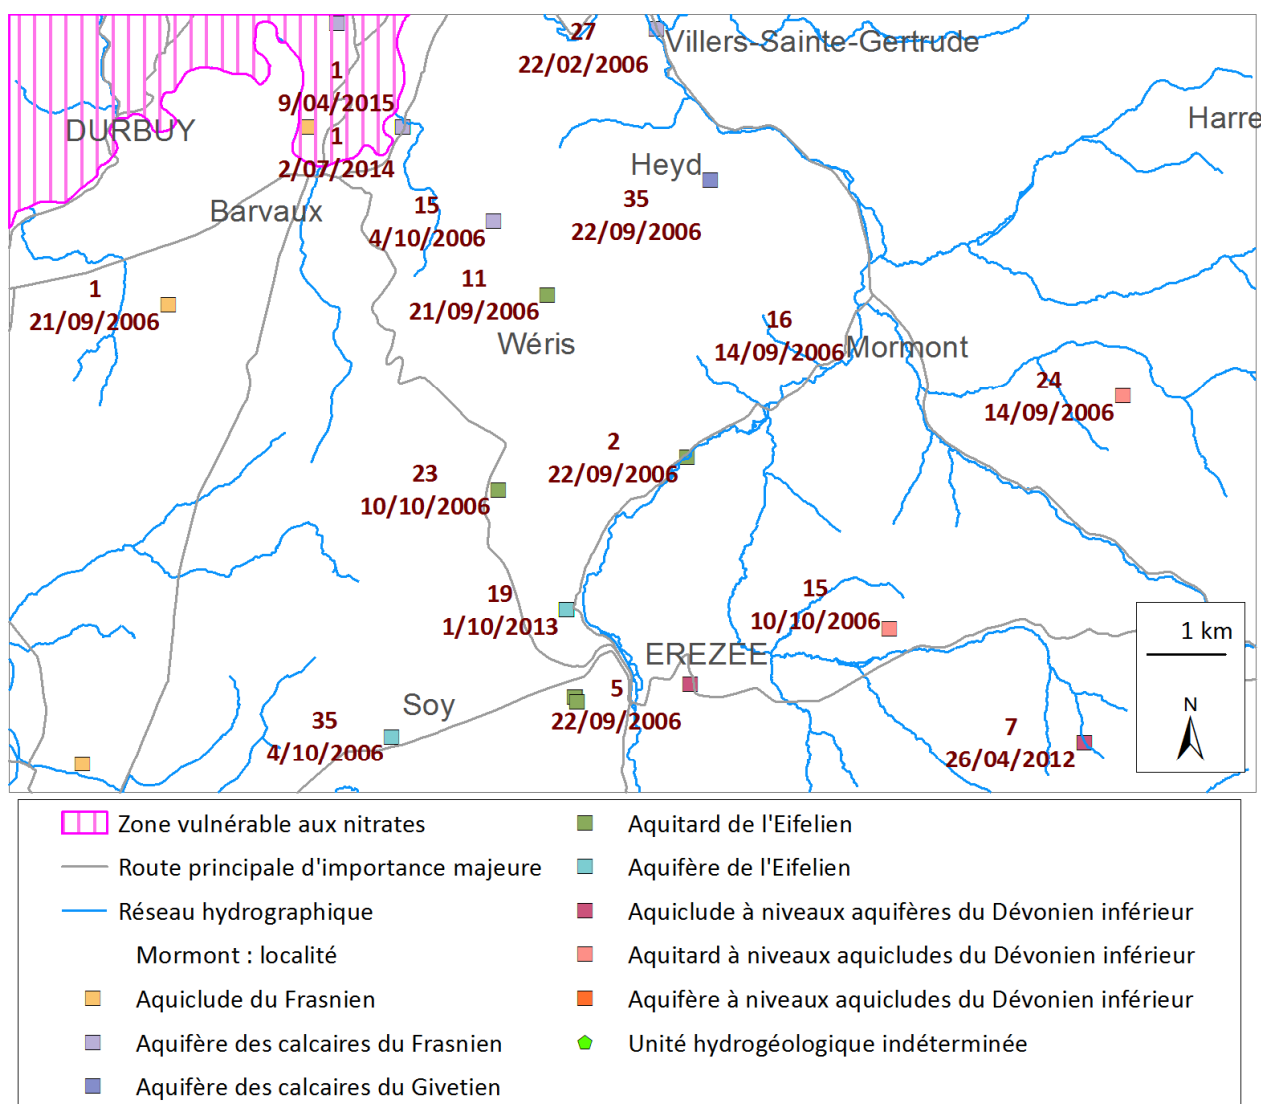 27
22/02/2006
Villers-Sainte-Gertrude
1
9/04/2015
DURBUY
Harre
1
2/07/2014
Heyd
Barvaux
15
4/10/2006
35
22/09/2006
11
21/09/2006
1
21/09/2006
Wéris
16
14/09/2006
Mormont
24
14/09/2006
2
22/09/2006
23
10/10/2006
19
1/10/2013
15
10/10/2006
1 km
EREZEE
N
Soy
5
22/09/2006
35
4/10/2006
7
26/04/2012
Zone vulnérable aux nitrates
Route principale d'importance majeure
Réseau hydrographique
Mormont : localité
Aquiclude du Frasnien
Aquifère des calcaires du Frasnien
Aquifère des calcaires du Givetien
Aquitard de l'Eifelien
Aquifère de l'Eifelien
Aquiclude à niveaux aquifères du Dévonien inférieur
Aquitard à niveaux aquicludes du Dévonien inférieur
Aquifère à niveaux aquicludes du Dévonien inférieur
Unité hydrogéologique indéterminée